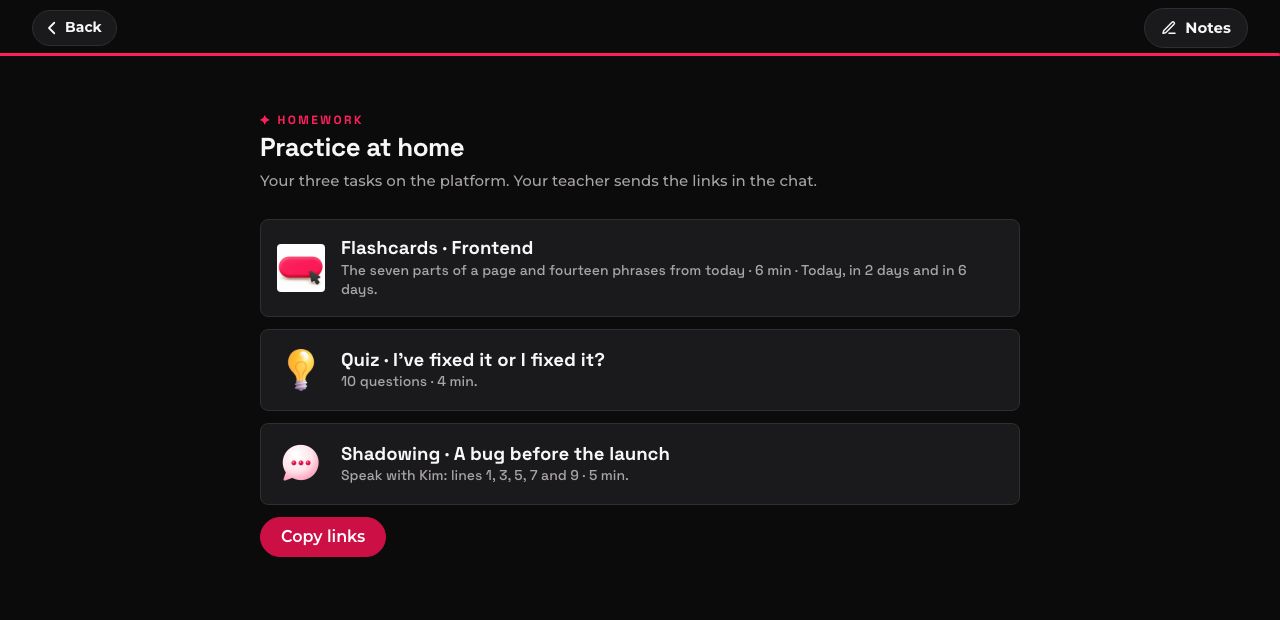 Back
Notes
HOMEWORK
Practice at home
Your three tasks on the platform. Your teacher sends the links in the chat.
Flashcards · Frontend
The seven parts of a page and fourteen phrases from today · 6 min · Today, in 2 days and in 6
days.
Quiz · I’ve fixed it or I fixed it?
10 questions · 4 min.
Shadowing · A bug before the launch
Speak with Kim: lines 1, 3, 5, 7 and 9 · 5 min.
Copy links